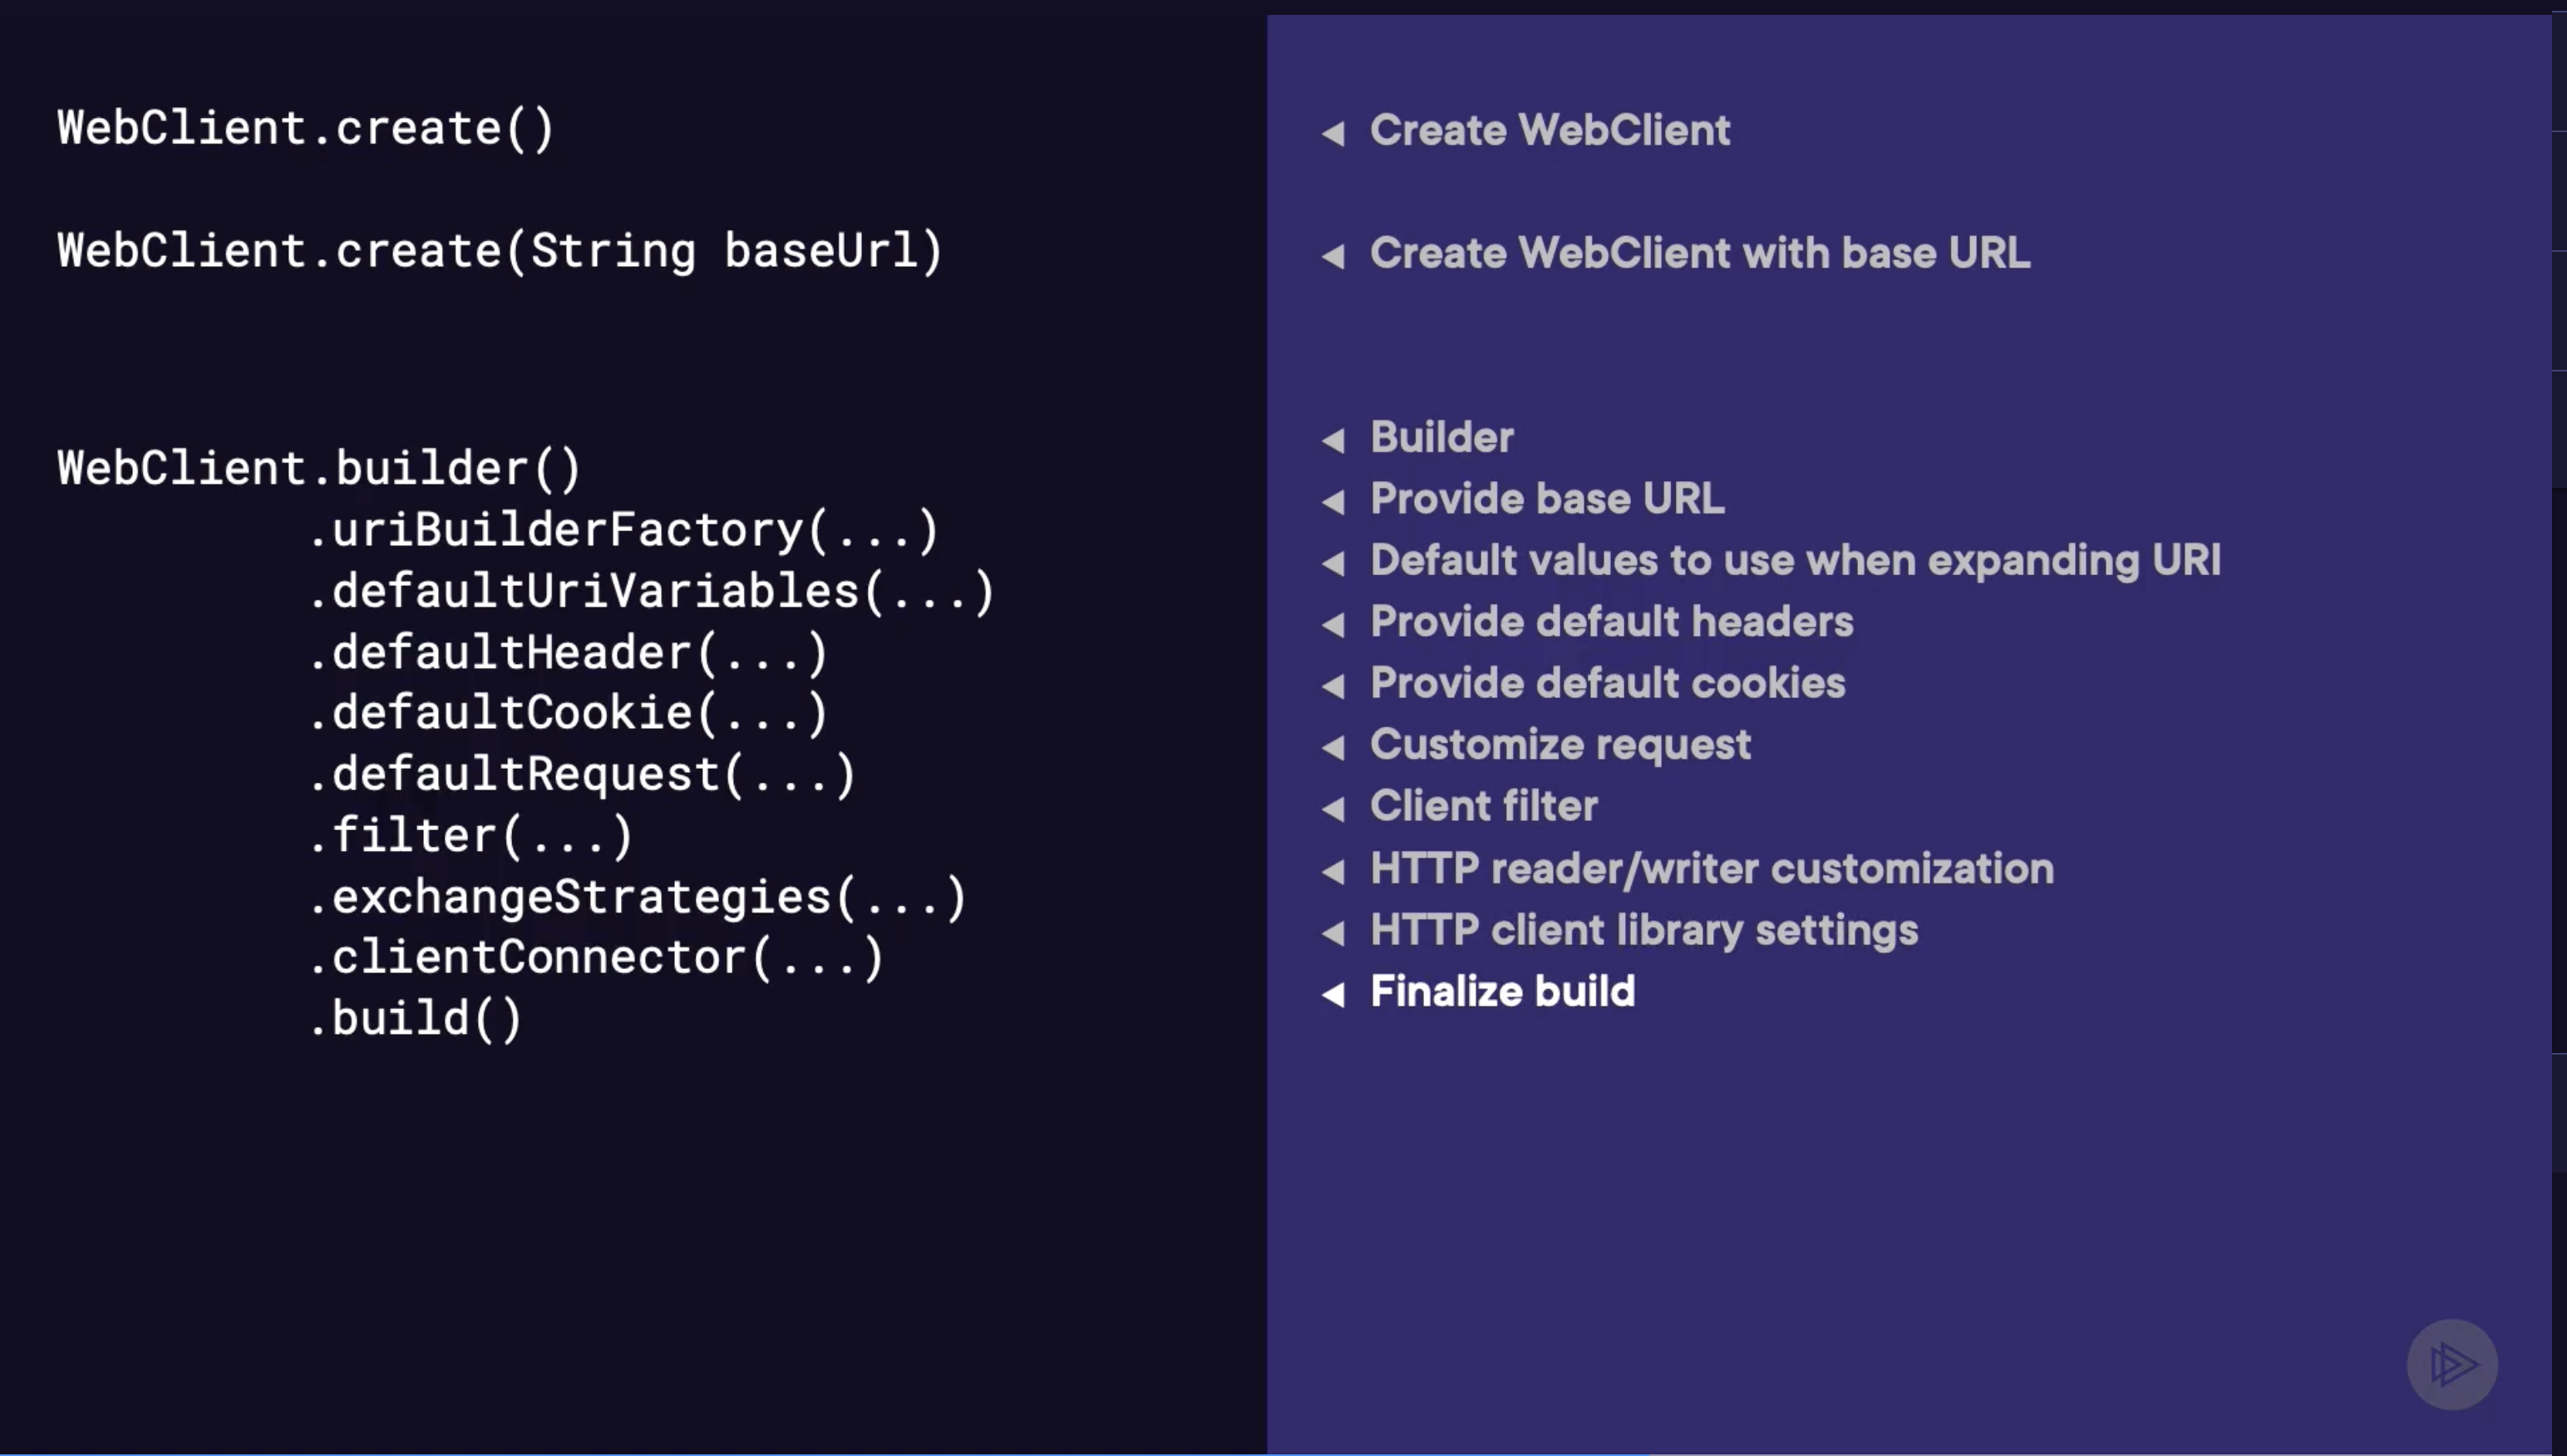 WebClient.create()
WebClient.create(String baseUrl)
WebClient.builder()
.uriBuilderFactory(...)
.defaultUriVariables(...)
.defaultHeader(...)
.defaultCookie(...)
.defaultRequest(...)
.filter(...)
.exchangeStrategies(...)
.clientConnector(...)
.build()
Create WebClient
Create WebClient with base URL
Builder
Provide base URL
Default values to use when expanding URI
Provide default headers
Provide default cookies
Customize request
Client filter
HTTP reader/writer customization
HTTP client library settings
Finalize build